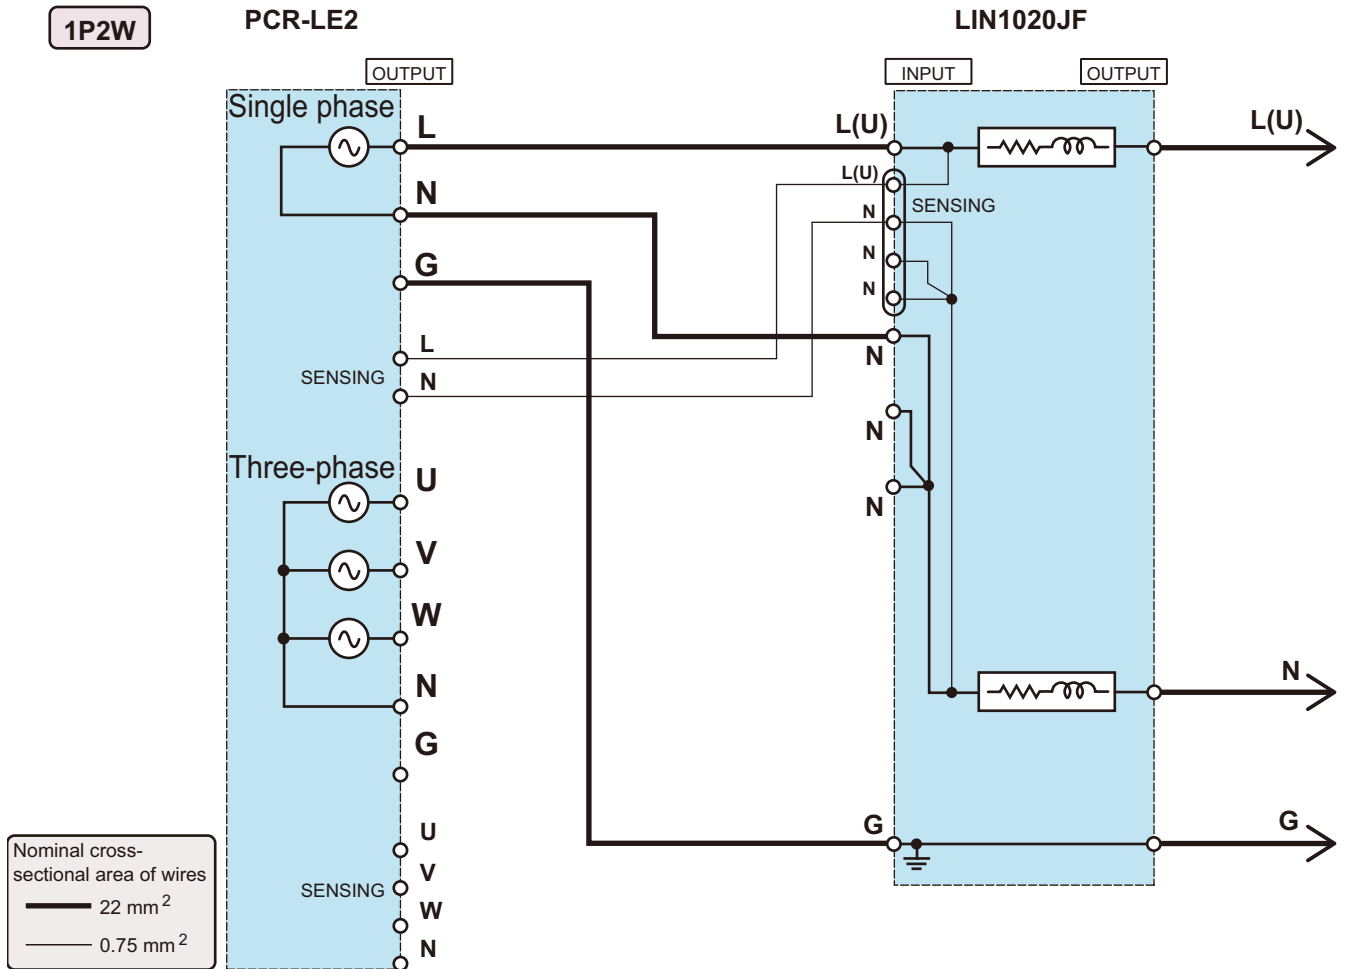 1P2W
PCR-LE2
LIN1020JF
OUTPUT
INPUT
OUTPUT
Single phase
L
L(U)
L(U)
L(U)
N
SENSING
N
G
N
N
L
SENSING
N
N
N
Three-phase
U
N
V
W
N
N
G
U
G
G
V
SENSING
W
N
Nominal cross-
sectional area of wires
22 mm²
0.75 mm²